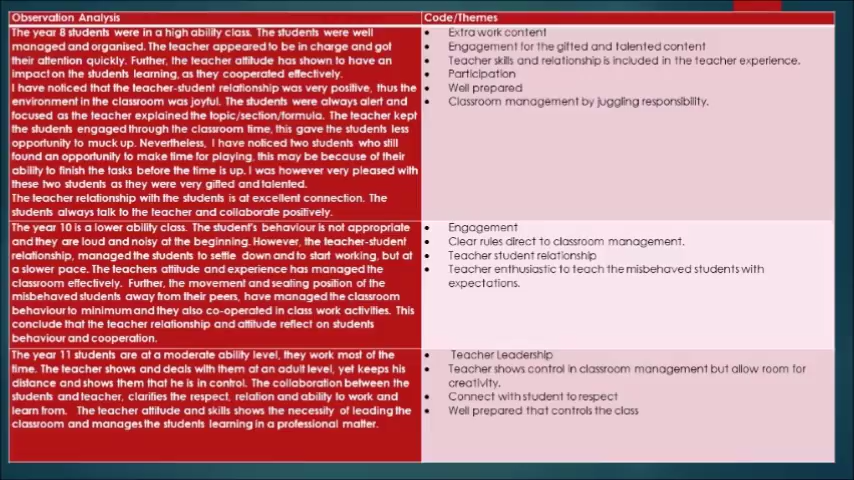 Observation Analysis
Code/Themes
The year 8 students were in a high ability class. The students were well
managed and organised. The teacher appeared to be in charge and got
their attention quickly. Further, the teacher attitude has shown to have an
impact on the students learning, as they cooperated effectively.
I have noticed that the teacher-student relationship was very positive, thus the
environment in the classroom was joyful. The students were always alert and
focused as the teacher explained the topic/section/formula. The teacher kept
the students engaged through the classroom time, this gave the students less
opportunity to muck up. Nevertheless, I have noticed two students who still
found an opportunity to make time for playing, this may be because of their
ability to finish the tasks before the time is up. I was however very pleased with
these two students as they were very gifted and talented.
The teacher relationship with the students is at excellent connection. The
students always talk to the teacher and collaborate positively.
• Extra work content
• Engagement for the gifted and talented content
• Teacher skills and relationship is included in the teacher experience.
• Participation
• Well prepared
• Classroom management by juggling responsibility.
The year 10 is a lower ability class. The student's behaviour is not appropriate
and they are loud and noisy at the beginning. However, the teacher-student
relationship, managed the students to settle down and to start working, but at
a slower pace. The teachers attitude and experience has managed the
classroom effectively. Further, the movement and seating position of the
misbehaved students away from their peers, have managed the classroom
behaviour to minimum and they also co-operated in class work activities. This
conclude that the teacher relationship and attitude reflect on students
behaviour and cooperation.
• Engagement
• Clear rules direct to classroom management.
• Teacher student relationship
• Teacher enthusiastic to teach the misbehaved students with
expectations.
The year 11 students are at a moderate ability level, they work most of the
time. The teacher shows and deals with them at an adult level, yet keeps his
distance and shows them that he is in control. The collaboration between the
students and teacher, clarifies the respect, relation and ability to work and
learn from. The teacher attitude and skills shows the necessity of leading the
classroom and manages the students learning in a professional matter.
• Teacher Leadership
• Teacher shows control in classroom management but allow room for
creativity.
• Connect with student to respect
• Well prepared that controls the class